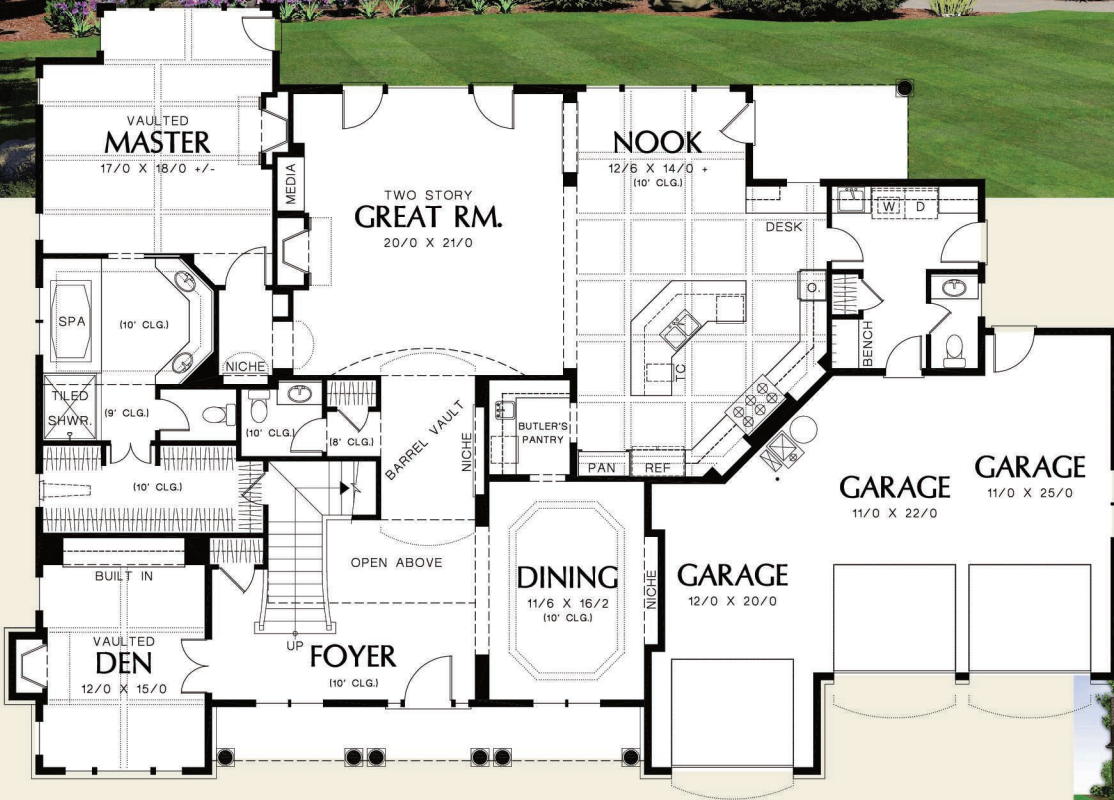 VAULTED
MASTER
17/0 X 18/0 +/-
MEDIA
TWO STORY
GREAT RM.
20/0 X 21/0
NOOK
12/6 X 14/0 +
(10' CLG.)
DESK
W D
SPA
(10' CLG.)
NICHE
TILED
SHWR.
(9' CLG.)
(10' CLG.)
(8' CLG.)
BARREL VAULT
NICHE
BUTLER'S
PANTRY
TC
O.
BENCH
PAN
REF
(10' CLG.)
GARAGE
11/0 X 22/0
GARAGE
11/0 X 25/0
BUILT IN
OPEN ABOVE
DINING
11/6 X 16/2
(10' CLG.)
NICHE
GARAGE
12/0 X 20/0
VAULTED
DEN
12/0 X 15/0
UP
FOYER
(10' CLG.)